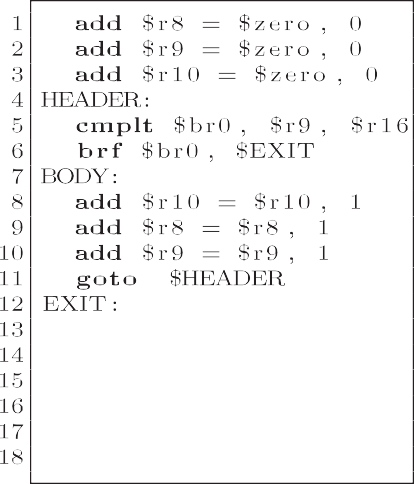 1 add $r8 = $zero, 0
2 add $r9 = $zero, 0
3 add $r10 = $zero, 0
4 HEADER:
5 cmplt $br0, $r9, $r16
6 brf $br0, $EXIT
7 BODY:
8 add $r10 = $r10, 1
9 add $r8 = $r8, 1
10 add $r9 = $r9, 1
11 goto $HEADER
12 EXIT:
13
14
15
16
17
18